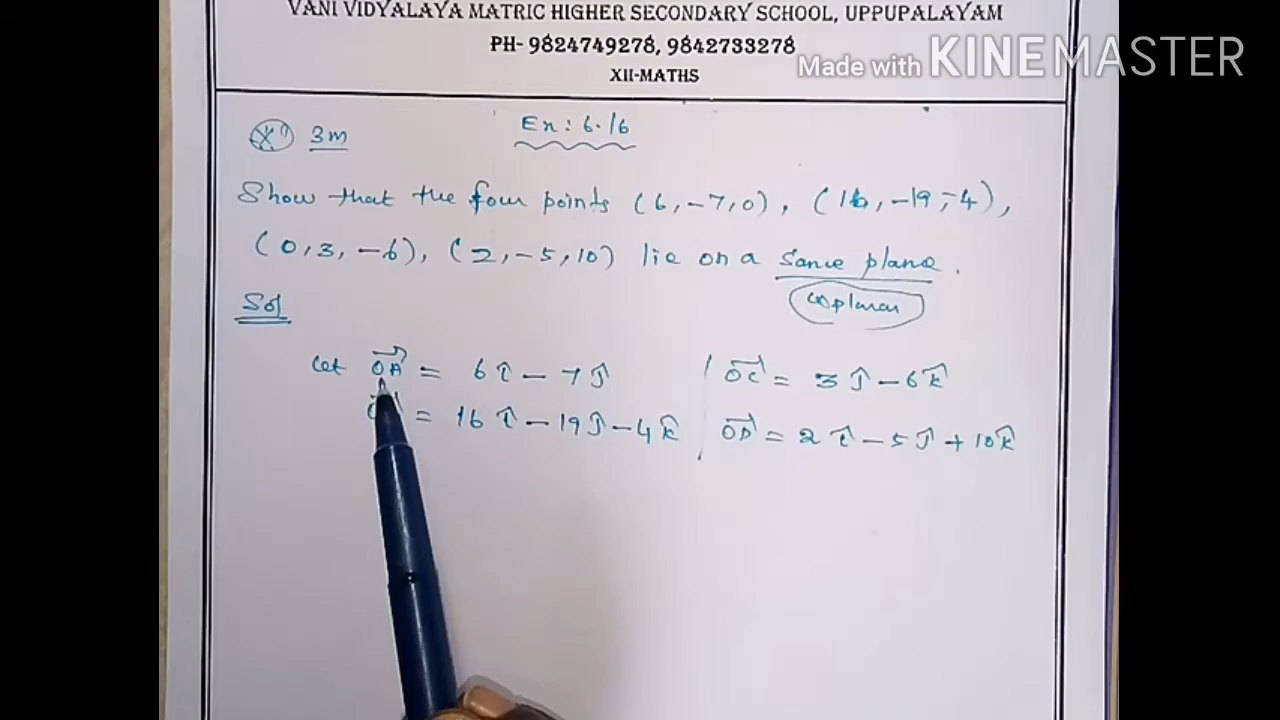 VANI VIDYALAYA MATRIC HIGHER SECONDARY SCHOOL, UPPUPALAYAM
PH- 9824749278, 9842733278
Made with KINEMASTER
XII-MATHS
3m
Ex: 6.16
Show that the four points (6, -7, 0), (16, -19, -4),
(0, 3, -6), (2, -5, 10) lie on a same plane.
coplanar
Sol
Let OA⃗ = 6î - 7ĵ
= 16î - 19ĵ - 4k̂
OC⃗ = 3ĵ - 6k̂
OD⃗ = 2î - 5ĵ + 10k̂